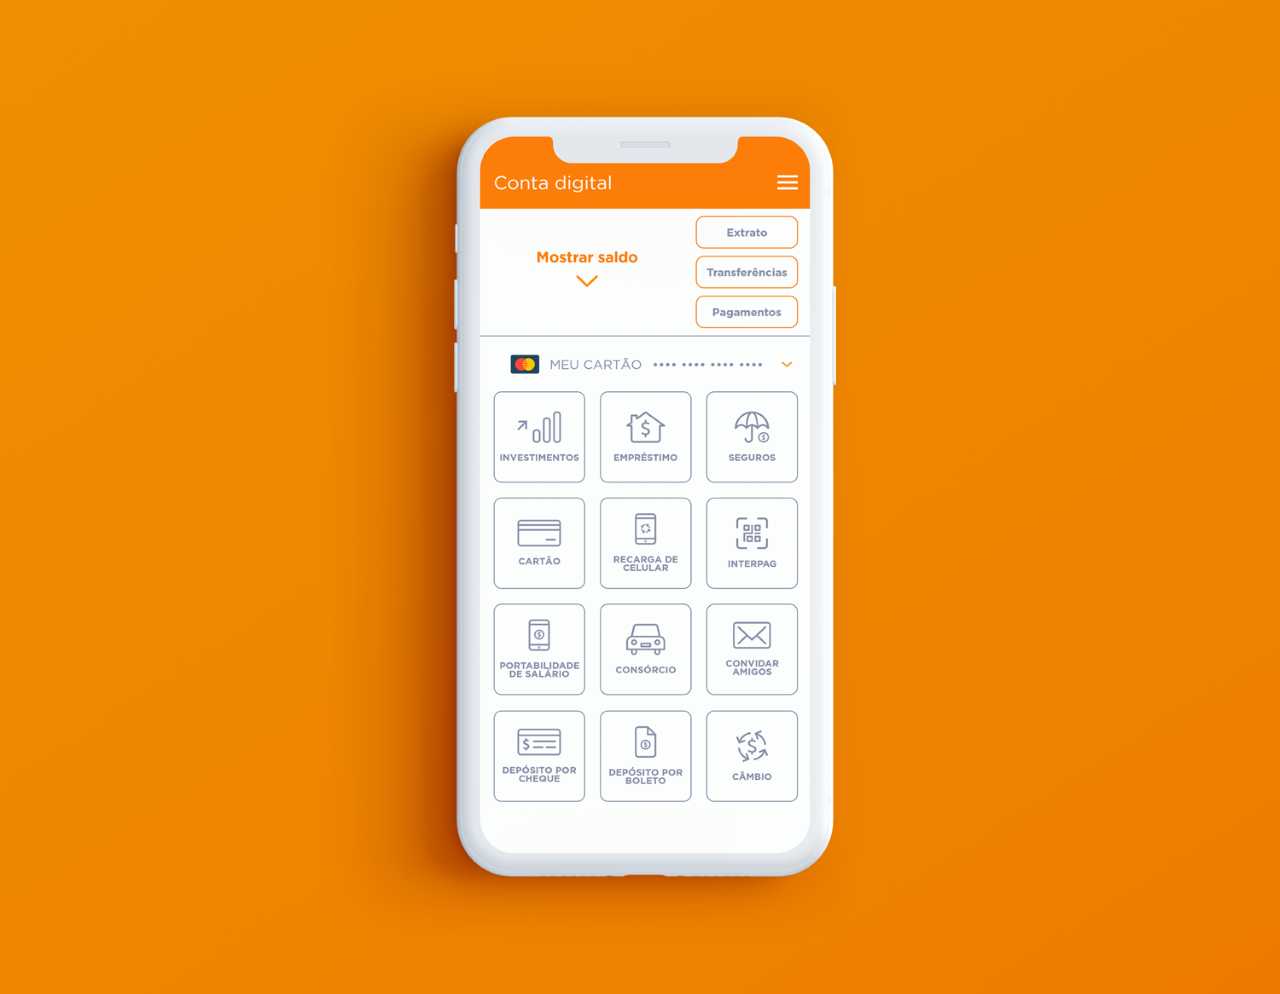 Conta digital
Extrato
Mostrar saldo
Transferências
Pagamentos
MEU CARTÃO •••• •••• •••• ••••
INVESTIMENTOS
EMPRÉSTIMO
SEGUROS
CARTÃO
RECARGA DE
CELULAR
INTERPAG
PORTABILIDADE
DE SALÁRIO
CONSÓRCIO
CONVIDAR
AMIGOS
DEPÓSITO POR
CHEQUE
DEPÓSITO POR
BOLETO
CÂMBIO